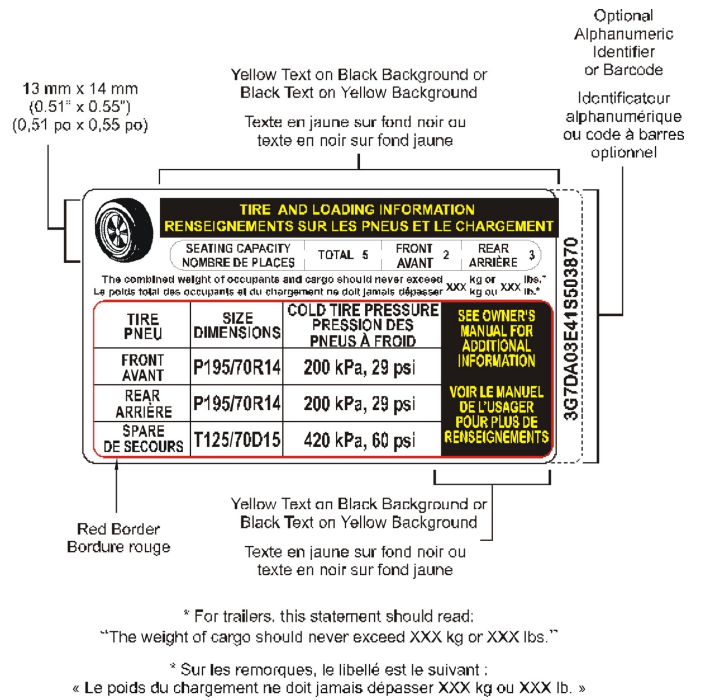 Optional
Alphanumeric
Identifier
or Barcode
Identificateur
alphanumérique
ou code à barres
optionnel
13 mm x 14 mm
(0.51" x 0.55")
(0,51 po x 0,55 po)
Yellow Text on Black Background or
Black Text on Yellow Background
Texte en jaune sur fond noir ou
texte en noir sur fond jaune
TIRE AND LOADING INFORMATION
RENSEIGNEMENTS SUR LES PNEUS ET LE CHARGEMENT
SEATING CAPACITY TOTAL 5 FRONT 2 REAR 3
NOMBRE DE PLACES AVANT ARRIÈRE
The combined weight of occupants and cargo should never exceed XXX kg or XXX lbs.*
Le poids total des occupants et du chargement ne doit jamais dépasser XXX kg ou XXX lb.*
TIRE SIZE COLD TIRE PRESSURE
PNEU DIMENSIONS PRESSION DES
PNEUS À FROID
FRONT
AVANT P195/70R14 200 kPa, 29 psi
REAR
ARRIÈRE P195/70R14 200 kPa, 29 psi
SPARE
DE SECOURS T125/70D15 420 kPa, 60 psi
SEE OWNER'S
MANUAL FOR
ADDITIONAL
INFORMATION
VOIR LE MANUEL
DE L'USAGER
POUR PLUS DE
RENSEIGNEMENTS
3G7DA03E41S503870
Red Border
Bordure rouge
Yellow Text on Black Background or
Black Text on Yellow Background
Texte en jaune sur fond noir ou
texte en noir sur fond jaune
* For trailers, this statement should read:
"The weight of cargo should never exceed XXX kg or XXX lbs."
* Sur les remorques, le libellé est le suivant :
« Le poids du chargement ne doit jamais dépasser XXX kg ou XXX lb. »